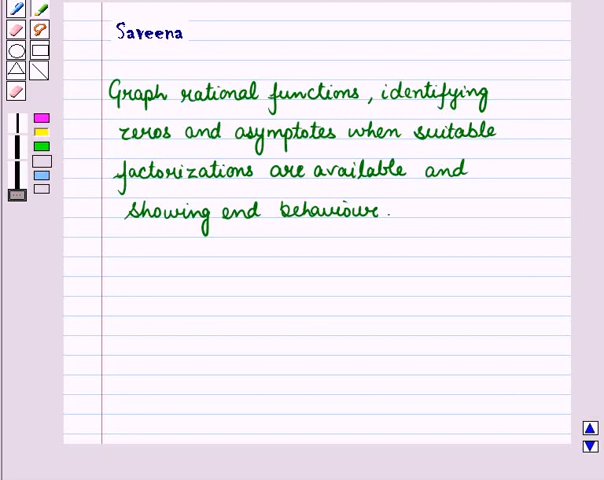 Saveena
Graph rational functions, identifying
zeros and asymptotes when suitable
factorizations are available and
showing end behaviour.